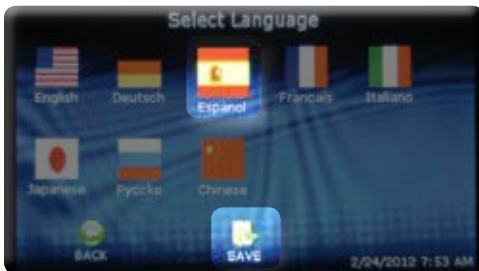 Select Language
English Deutsch Espanol Francais Italiano
Japanese Русско Chinese
BACK SAVE 2/24/2012 7:53 AM